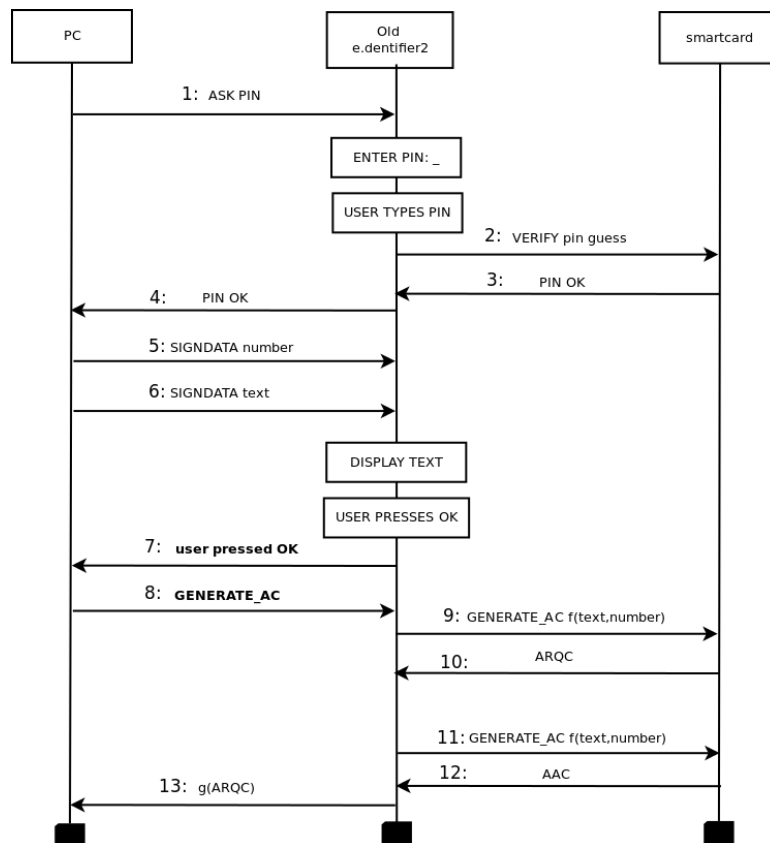 PC
Old
e.dentifier2
smartcard
1: ASK PIN
ENTER PIN: _
USER TYPES PIN
2: VERIFY pin guess
3: PIN OK
4: PIN OK
5: SIGNDATA number
6: SIGNDATA text
DISPLAY TEXT
USER PRESSES OK
7: user pressed OK
8: GENERATE_AC
9: GENERATE_AC f(text,number)
10: ARQC
11: GENERATE_AC f(text,number)
12: AAC
13: g(ARQC)